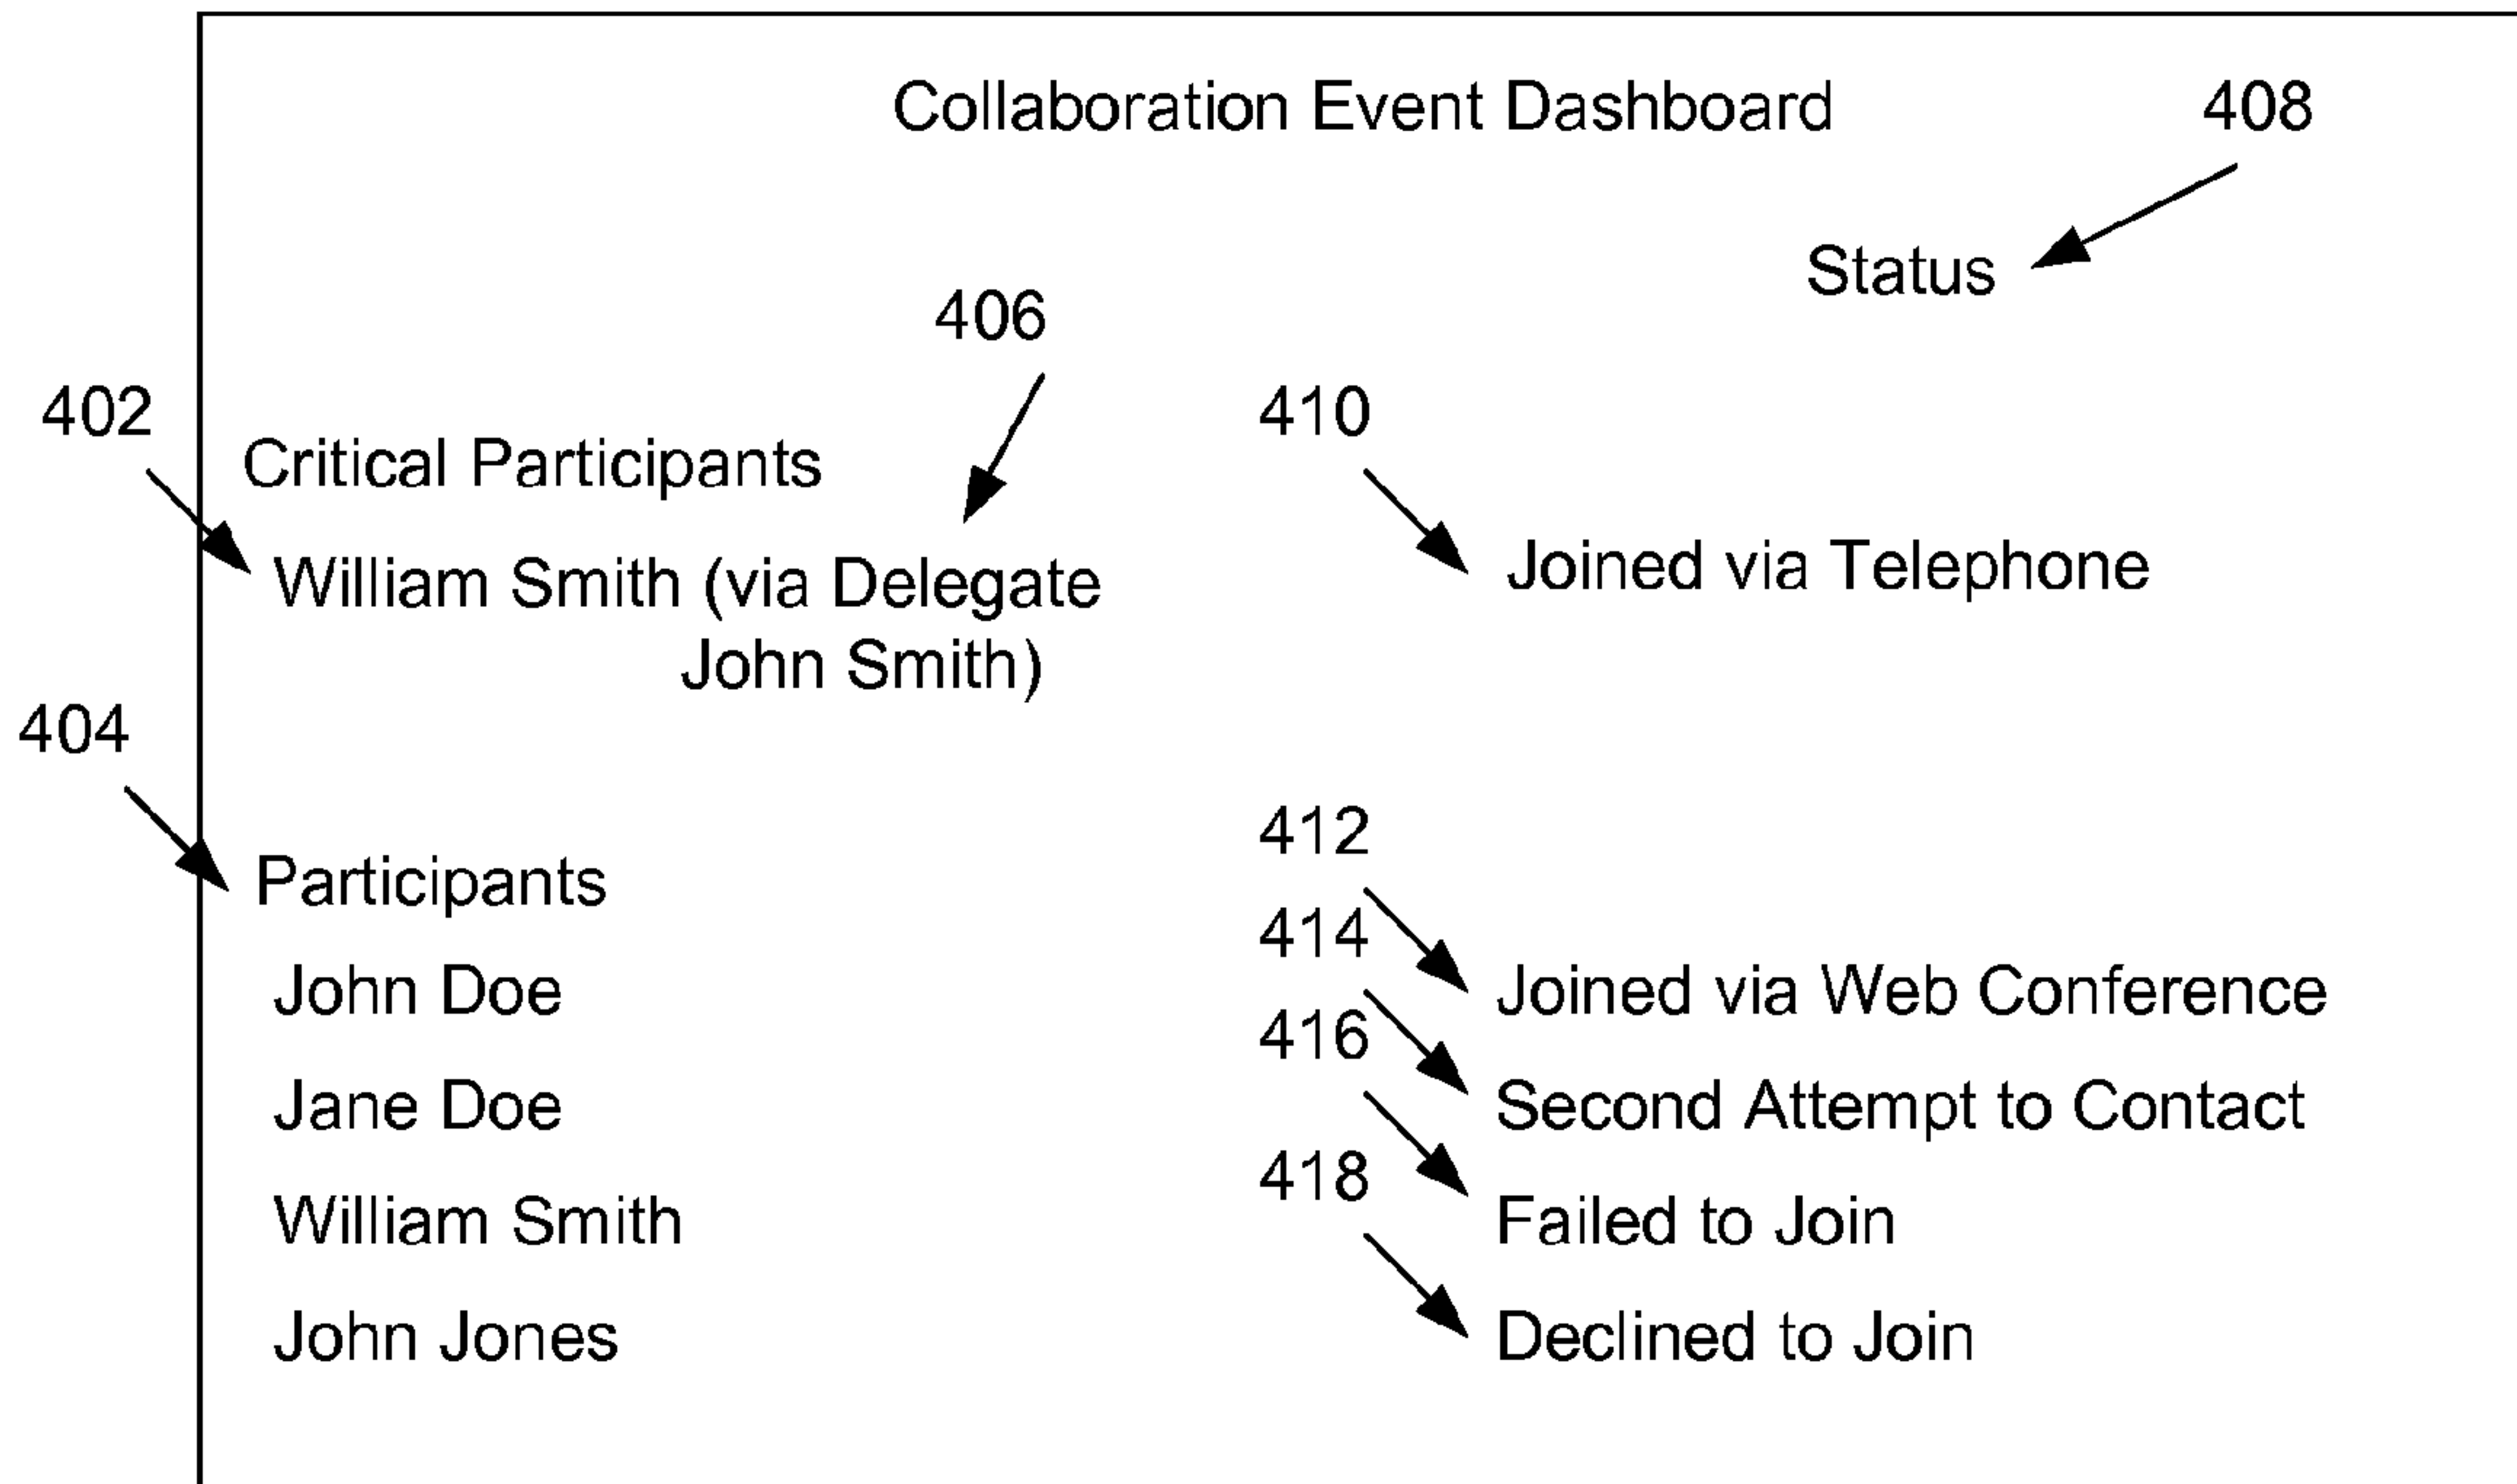 Collaboration Event Dashboard
408
Status
406
402
410
Critical Participants
William Smith (via Delegate
John Smith)
Joined via Telephone
404
412
Participants
414
John Doe
Joined via Web Conference
416
Jane Doe
Second Attempt to Contact
418
William Smith
Failed to Join
John Jones
Declined to Join